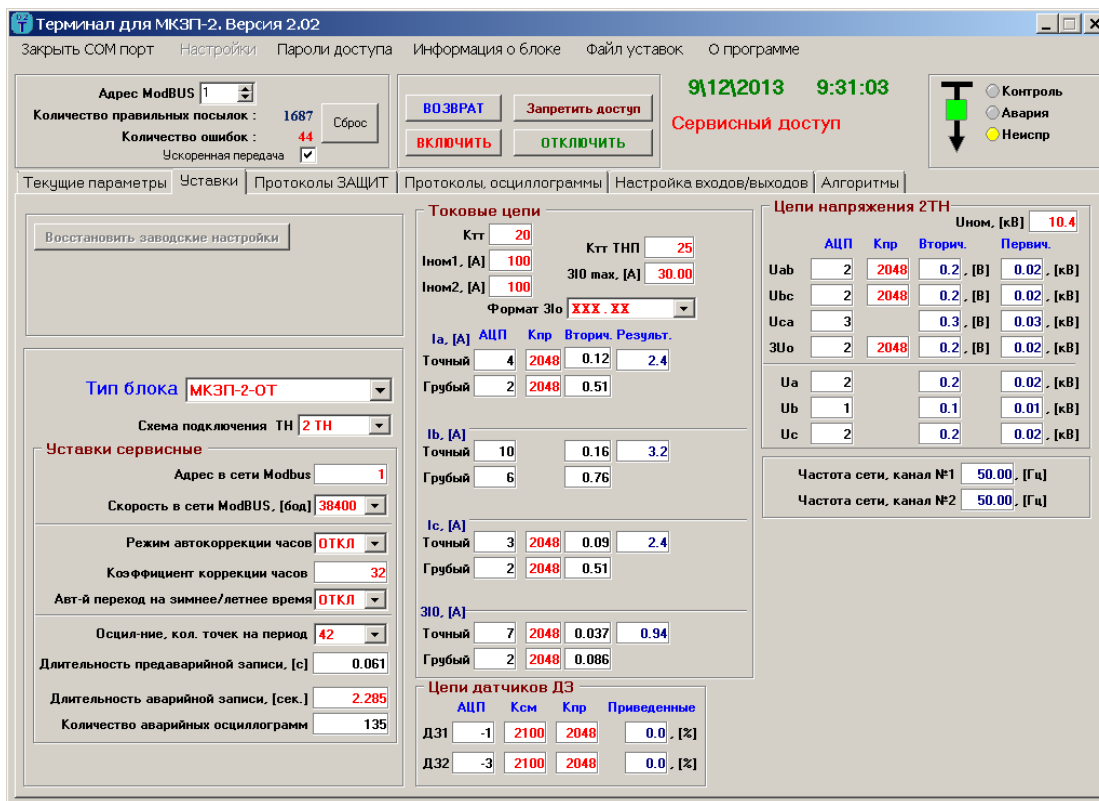 Терминал для МКЗП-2. Версия 2.02
Закрыть COM порт Настройки Пароли доступа Информация о блоке Файл уставок О программе
Адрес ModBUS 1
Количество правильных посылок : 1687
Количество ошибок : 44
Сброс
Ускоренная передача
ВОЗВРАТ Запретить доступ
ВКЛЮЧИТЬ ОТКЛЮЧИТЬ
9\12\2013 9:31:03
Сервисный доступ
Контроль
Авария
Неиспр
Текущие параметры Уставки Протоколы ЗАЩИТ Протоколы, осциллограммы Настройка входов/выходов Алгоритмы
Восстановить заводские настройки
Тип блока МКЗП-2-ОТ
Схема подключения ТН 2 ТН
Уставки сервисные
Адрес в сети Modbus 1
Скорость в сети ModBUS, [бод] 38400
Режим автокоррекции часов ОТКЛ
Коэффициент коррекции часов 32
Авт-й переход на зимнее/летнее время ОТКЛ
Осцил-ние, кол. точек на период 42
Длительность предаварийной записи, [с] 0.061
Длительность аварийной записи, [сек.] 2.285
Количество аварийных осциллограмм 135
Токовые цепи
Ктт 20
Iном1, [А] 100
Iном2, [А] 100
Ктт ТНП 25
3I0 max, [А] 30.00
Формат 3Io XXX.XX
Ia, [А] АЦП Кпр Вторич. Результ.
Точный 4 2048 0.12 2.4
Грубый 2 2048 0.51
Ib, [А]
Точный 10 0.16 3.2
Грубый 6 0.76
Ic, [А]
Точный 3 2048 0.09 2.4
Грубый 2 2048 0.51
3I0, [А]
Точный 7 2048 0.037 0.94
Грубый 2 2048 0.086
Цепи датчиков ДЗ
АЦП Ксм Кпр Приведенные
ДЗ1 -1 2100 2048 0.0 , [%]
ДЗ2 -3 2100 2048 0.0 , [%]
Цепи напряжения 2ТН
Uном, [кВ] 10.4
АЦП Кпр Вторич. Первич.
Uab 2 2048 0.2 , [В] 0.02 , [кВ]
Ubc 2 2048 0.2 , [В] 0.02 , [кВ]
Uca 3 0.3 , [В] 0.03 , [кВ]
3Uo 2 2048 0.2 , [В] 0.02 , [кВ]
Ua 2 0.2 0.02 , [кВ]
Ub 1 0.1 0.01 , [кВ]
Uc 2 0.2 0.02 , [кВ]
Частота сети, канал №1 50.00 , [Гц]
Частота сети, канал №2 50.00 , [Гц]